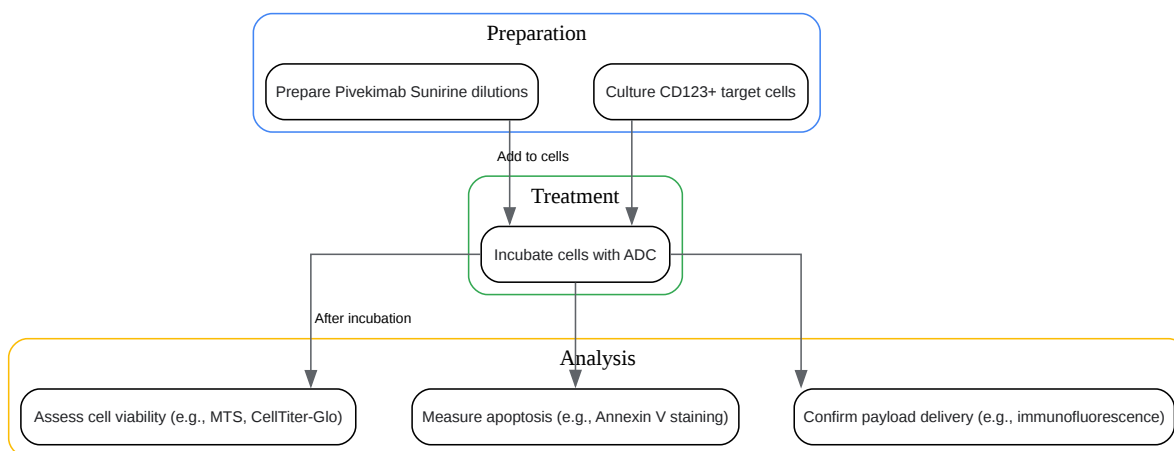 Preparation
Prepare Pivekimab Sunirine dilutions
Culture CD123+ target cells
Add to cells
Treatment
Incubate cells with ADC
After incubation
Analysis
Assess cell viability (e.g., MTS, CellTiter-Glo)
Measure apoptosis (e.g., Annexin V staining)
Confirm payload delivery (e.g., immunofluorescence)